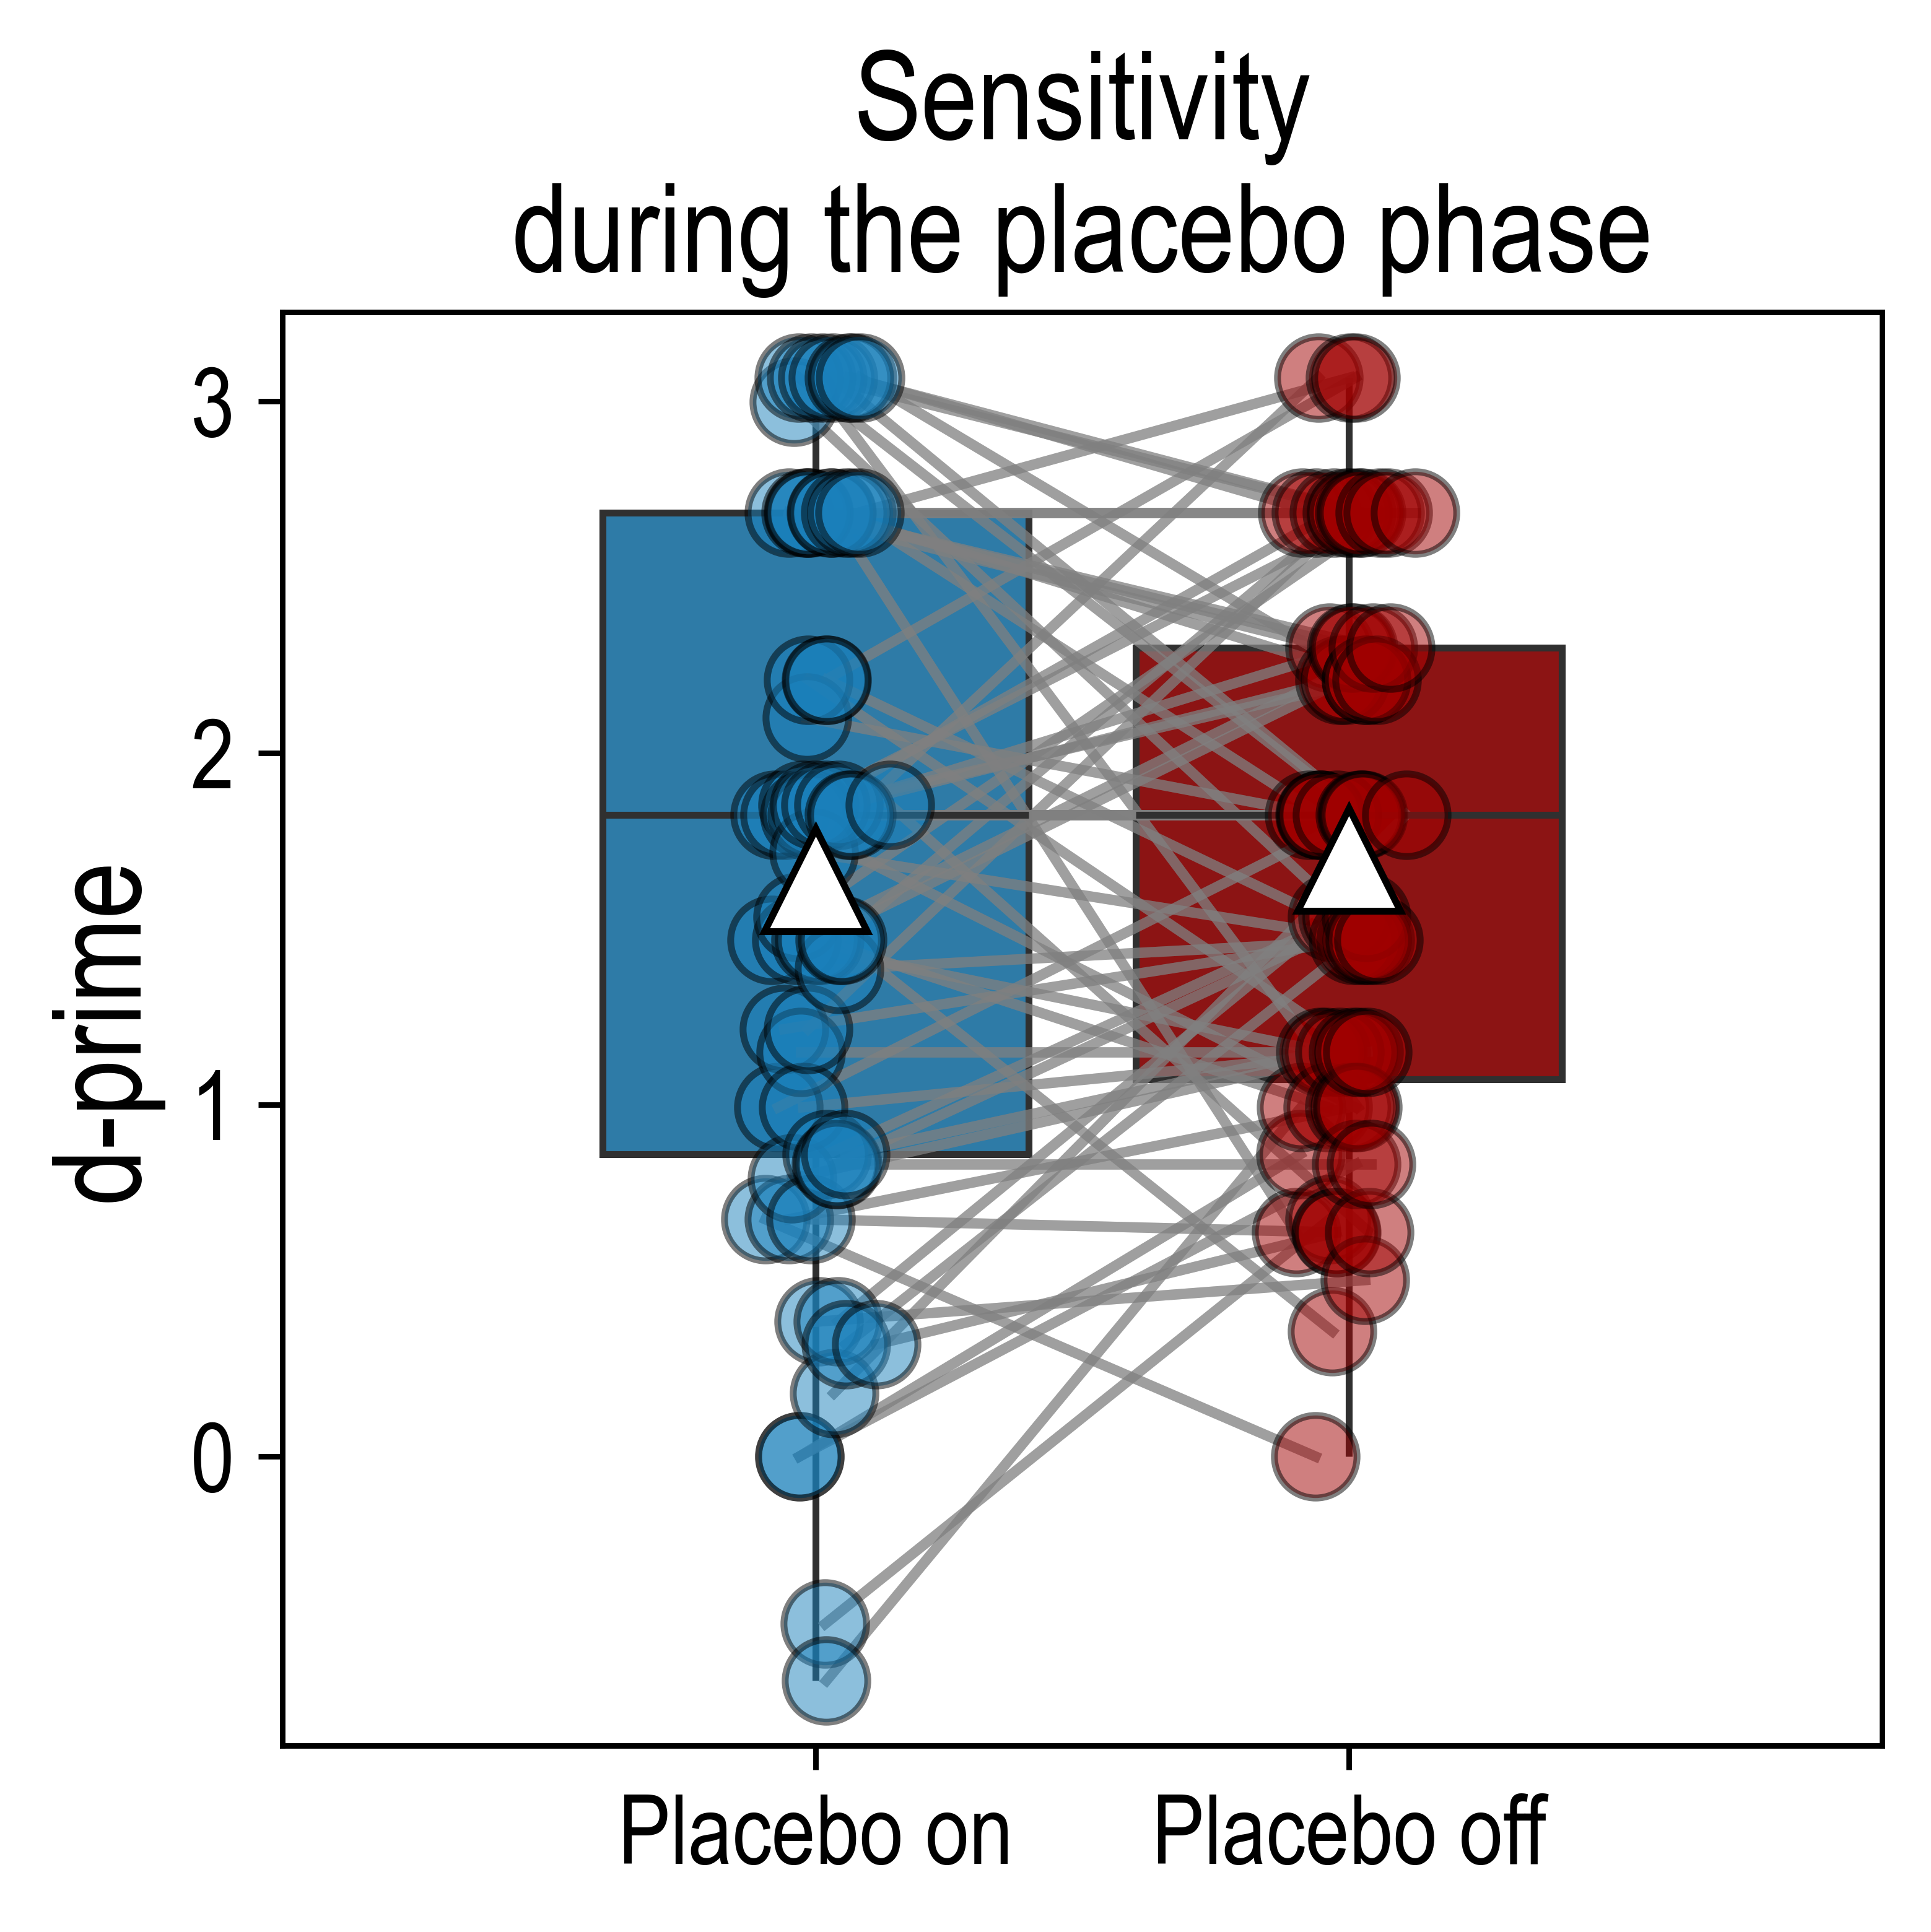 Sensitivity
during the placebo phase
d-prime
3
2
1
0
Placebo on
Placebo off